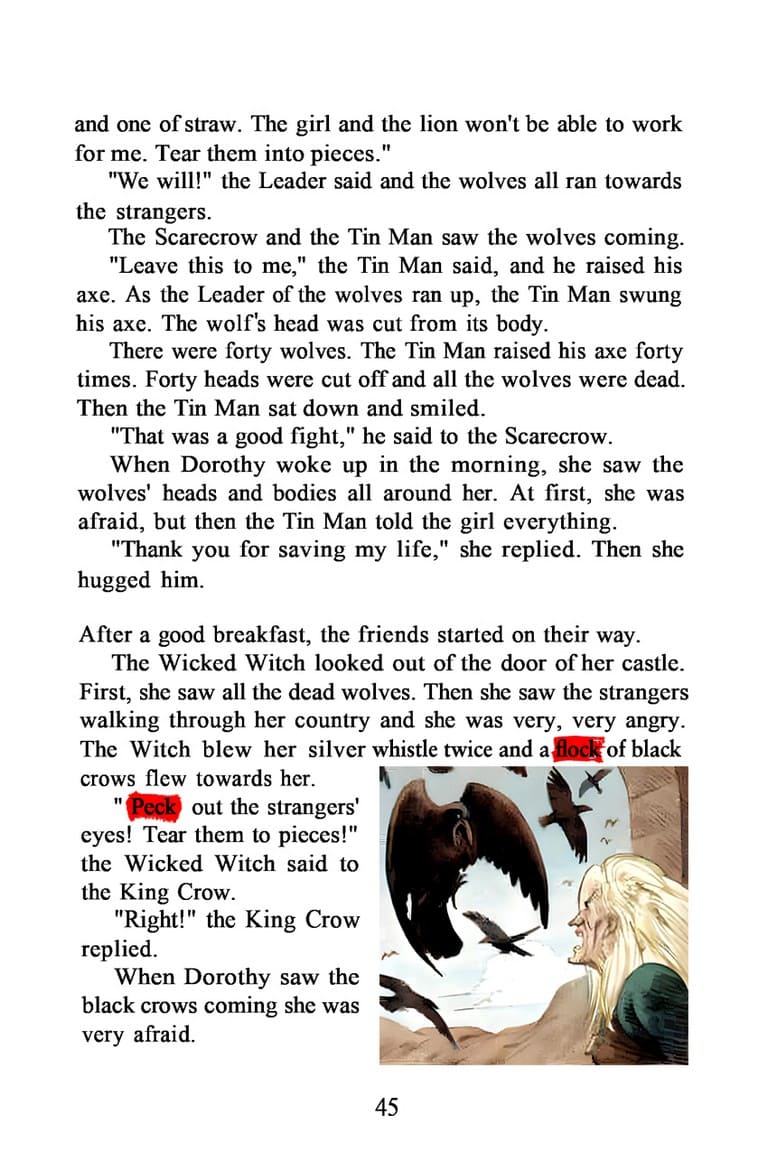 and one of straw. The girl and the lion won't be able to work
for me. Tear them into pieces."
"We will!" the Leader said and the wolves all ran towards
the strangers.
The Scarecrow and the Tin Man saw the wolves coming.
"Leave this to me," the Tin Man said, and he raised his
axe. As the Leader of the wolves ran up, the Tin Man swung
his axe. The wolf's head was cut from its body.
There were forty wolves. The Tin Man raised his axe forty
times. Forty heads were cut off and all the wolves were dead.
Then the Tin Man sat down and smiled.
"That was a good fight," he said to the Scarecrow.
When Dorothy woke up in the morning, she saw the
wolves' heads and bodies all around her. At first, she was
afraid, but then the Tin Man told the girl everything.
"Thank you for saving my life," she replied. Then she
hugged him.
After a good breakfast, the friends started on their way.
The Wicked Witch looked out of the door of her castle.
First, she saw all the dead wolves. Then she saw the strangers
walking through her country and she was very, very angry.
The Witch blew her silver whistle twice and a flock of black
crows flew towards her.
"Peck out the strangers'
eyes! Tear them to pieces!"
the Wicked Witch said to
the King Crow.
"Right!" the King Crow
replied.
When Dorothy saw the
black crows coming she was
very afraid.
45